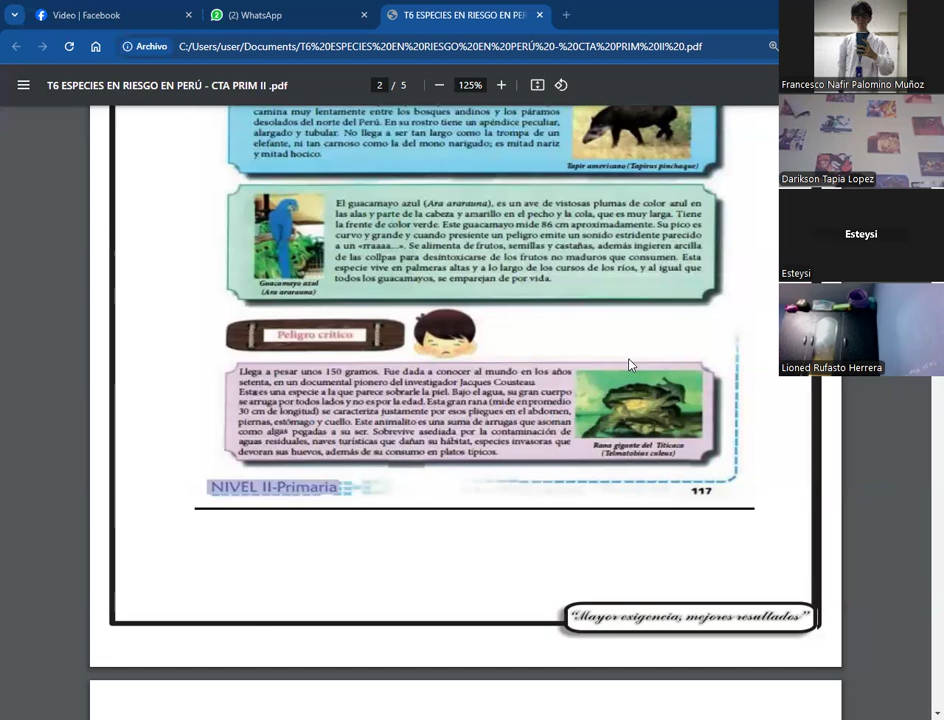 Video | Facebook
(2) WhatsApp
T6 ESPECIES EN RIESGO EN PER
Archivo
C:/Users/user/Documents/T6%20ESPECIES%20EN%20RIESGO%20EN%20PERÚ%20-%20CTA%20PRIM%20II%20.pdf
T6 ESPECIES EN RIESGO EN PERÚ - CTA PRIM II .pdf
2 / 5
125%
camina muy lentamente entre los bosques andinos y los páramos
desolados del norte del Perú. En su rostro tiene un apéndice peculiar,
alargado y tubular. No llega a ser tan largo como la trompa de un
elefante, ni tan carnoso como la del mono narigudo; es mitad nariz
y mitad hocico.
Tapir americano (Tapirus pinchaque)
El guacamayo azul (Ara ararauna), es un ave de vistosas plumas de color azul en
las alas y parte de la cabeza y amarillo en el pecho y la cola, que es muy larga. Tiene
la frente de color verde. Este guacamayo mide 86 cm aproximadamente. Su pico es
curvo y grande y cuando presiente un peligro emite un sonido estridente parecido
a un «rraaaa...». Se alimenta de frutos, semillas y castañas, además ingieren arcilla
de las collpas para desintoxicarse de los frutos no maduros que consumen. Esta
especie vive en palmeras altas y a lo largo de los cursos de los ríos, y al igual que
todos los guacamayos, se emparejan de por vida.
Guacamayo azul
(Ara ararauna)
Peligro crítico
Llega a pesar unos 150 gramos. Fue dada a conocer al mundo en los años
setenta, en un documental pionero del investigador Jacques Cousteau.
Esta es una especie a la que parece sobrarle la piel. Bajo el agua, su gran cuerpo
se arruga por todos lados y no es por la edad. Esta gran rana (mide en promedio
30 cm de longitud) se caracteriza justamente por esos pliegues en el abdomen,
piernas, estómago y cuello. Este animalito es una suma de arrugas que asoman
como algas pegadas a su ser. Sobrevive asediada por la contaminación de
aguas residuales, naves turísticas que dañan su hábitat, especies invasoras que
devoran sus huevos, además de su consumo en platos típicos.
Rana gigante del Titicaca
(Telmatobius culeus)
NIVEL II-Primaria
117
"Mayor exigencia, mejores resultados"
Francesco Nafir Palomino Muñoz
Darikson Tapia Lopez
Esteysi
Esteysi
Lioned Rufasto Herrera